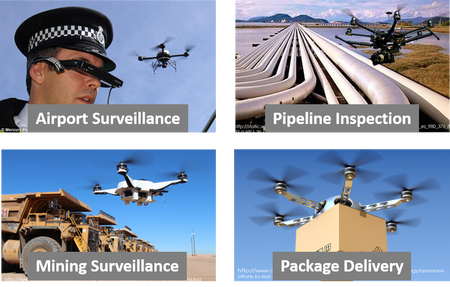 Airport Surveillance
Pipeline Inspection
Mining Surveillance
Package Delivery